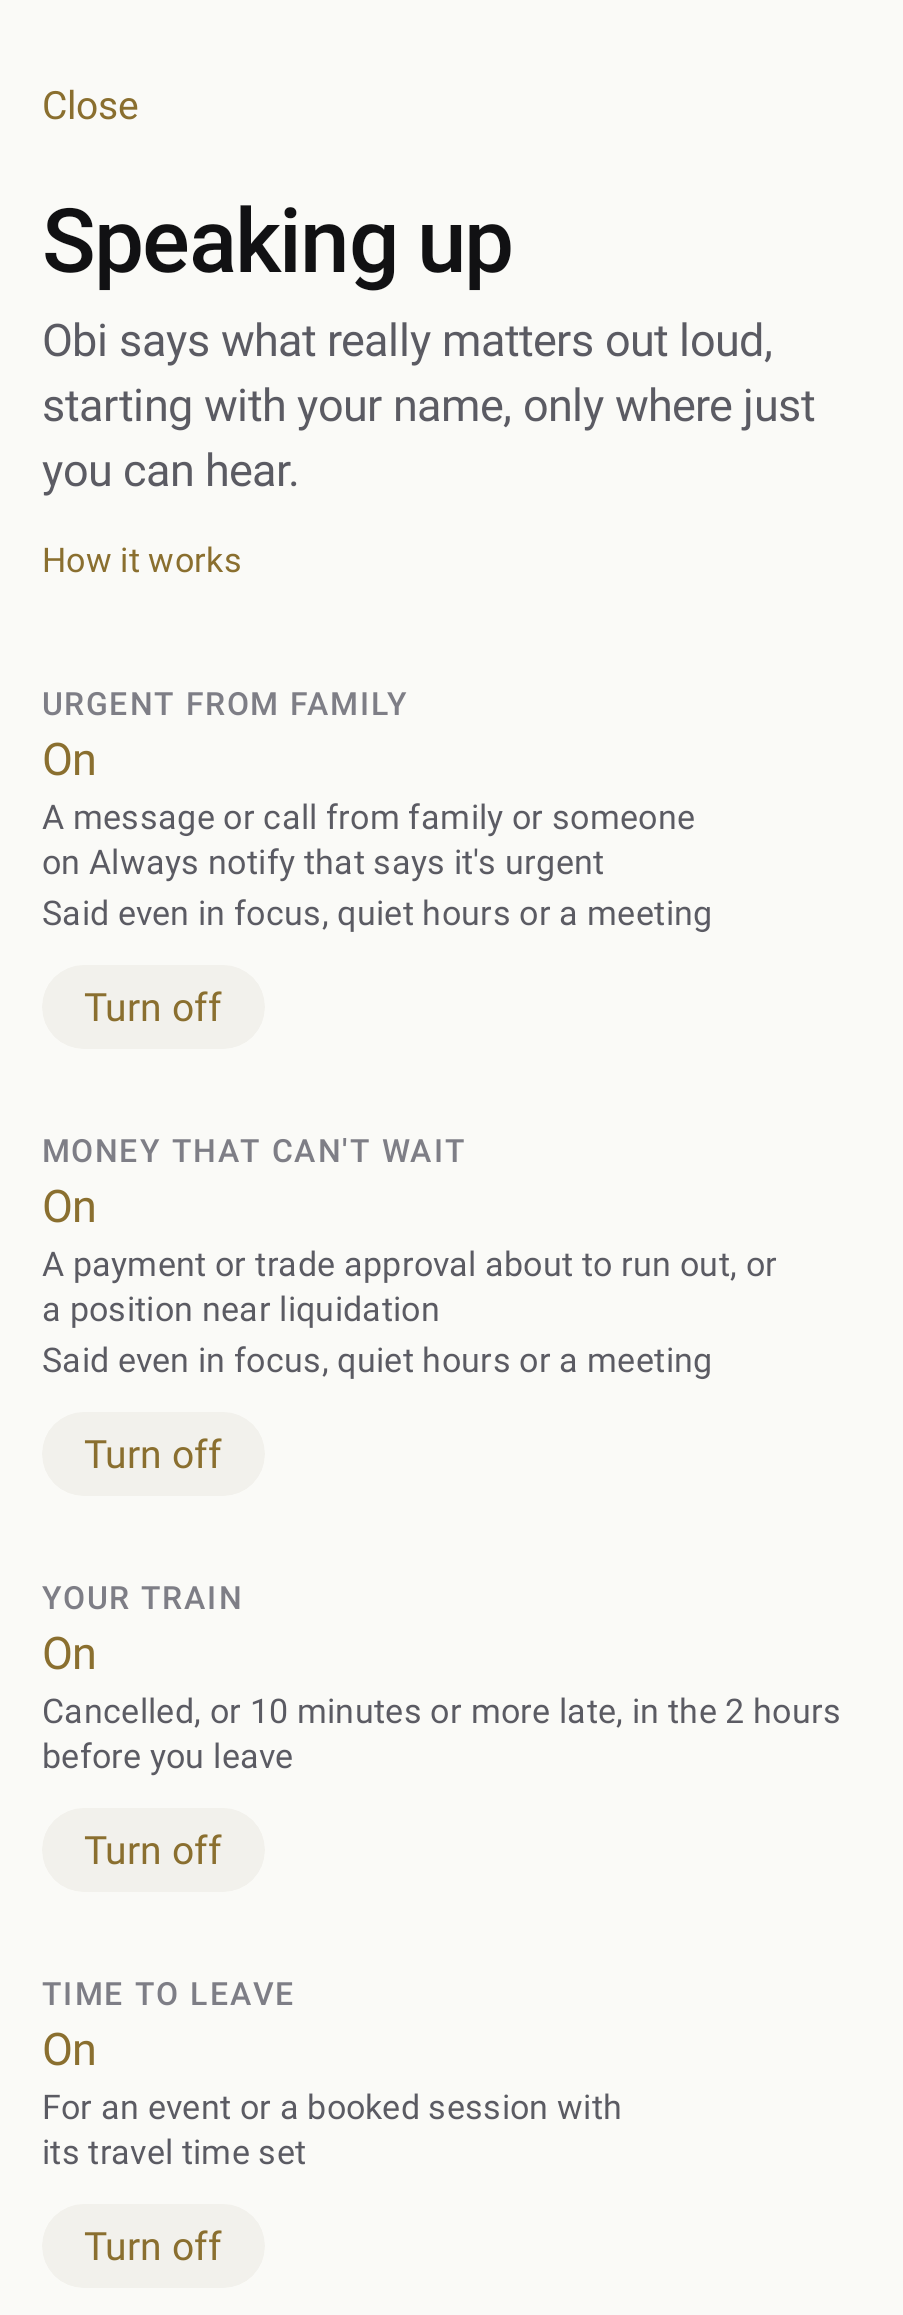 Close
Speaking up
Obi says what really matters out loud,
starting with your name, only where just
you can hear.
How it works
URGENT FROM FAMILY
On
A message or call from family or someone
on Always notify that says it's urgent
Said even in focus, quiet hours or a meeting
Turn off
MONEY THAT CAN'T WAIT
On
A payment or trade approval about to run out, or
a position near liquidation
Said even in focus, quiet hours or a meeting
Turn off
YOUR TRAIN
On
Cancelled, or 10 minutes or more late, in the 2 hours
before you leave
Turn off
TIME TO LEAVE
On
For an event or a booked session with
its travel time set
Turn off